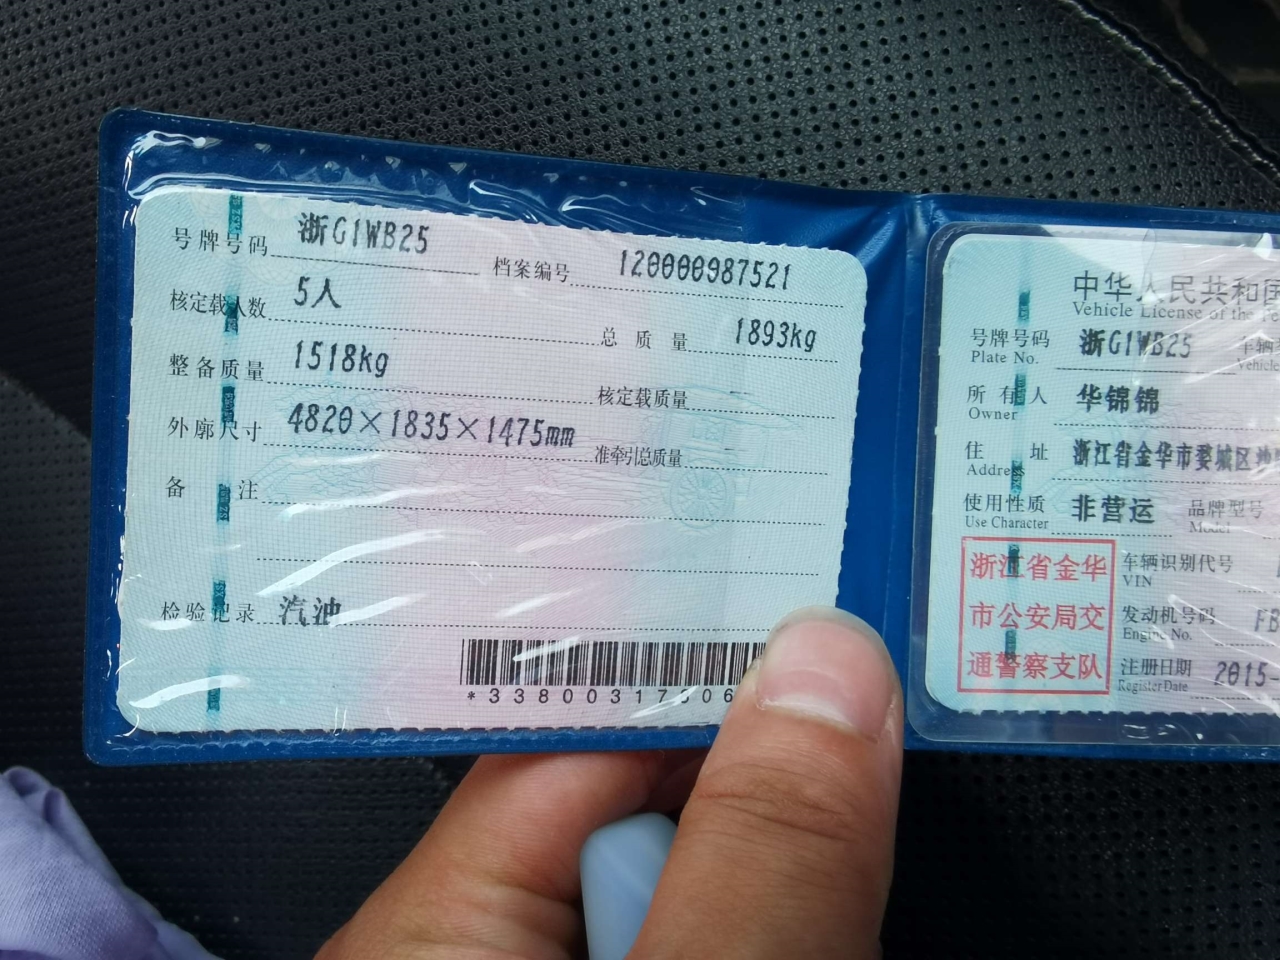 号牌号码 浙G1WB25 档案编号 120000987521
核定载人数 5人 总质量 1893kg
整备质量 1518kg 核定载质量 --
外廓尺寸 4820×1835×1475mm 准牵引总质量 --
备注
检验记录 汽油
*33800317306
中华人民共和国
Vehicle License of the
号牌号码 浙G1WB25 车辆
Plate No. Vehicle
所有人 华锦锦
Owner
住址 浙江省金华市婺城区
Address
使用性质 非营运 品牌型号
Use Character Model
浙江省金华
市公安局交
通警察支队
车辆识别代号
VIN
发动机号码 FB
Engine No.
注册日期 2015-
Register Date